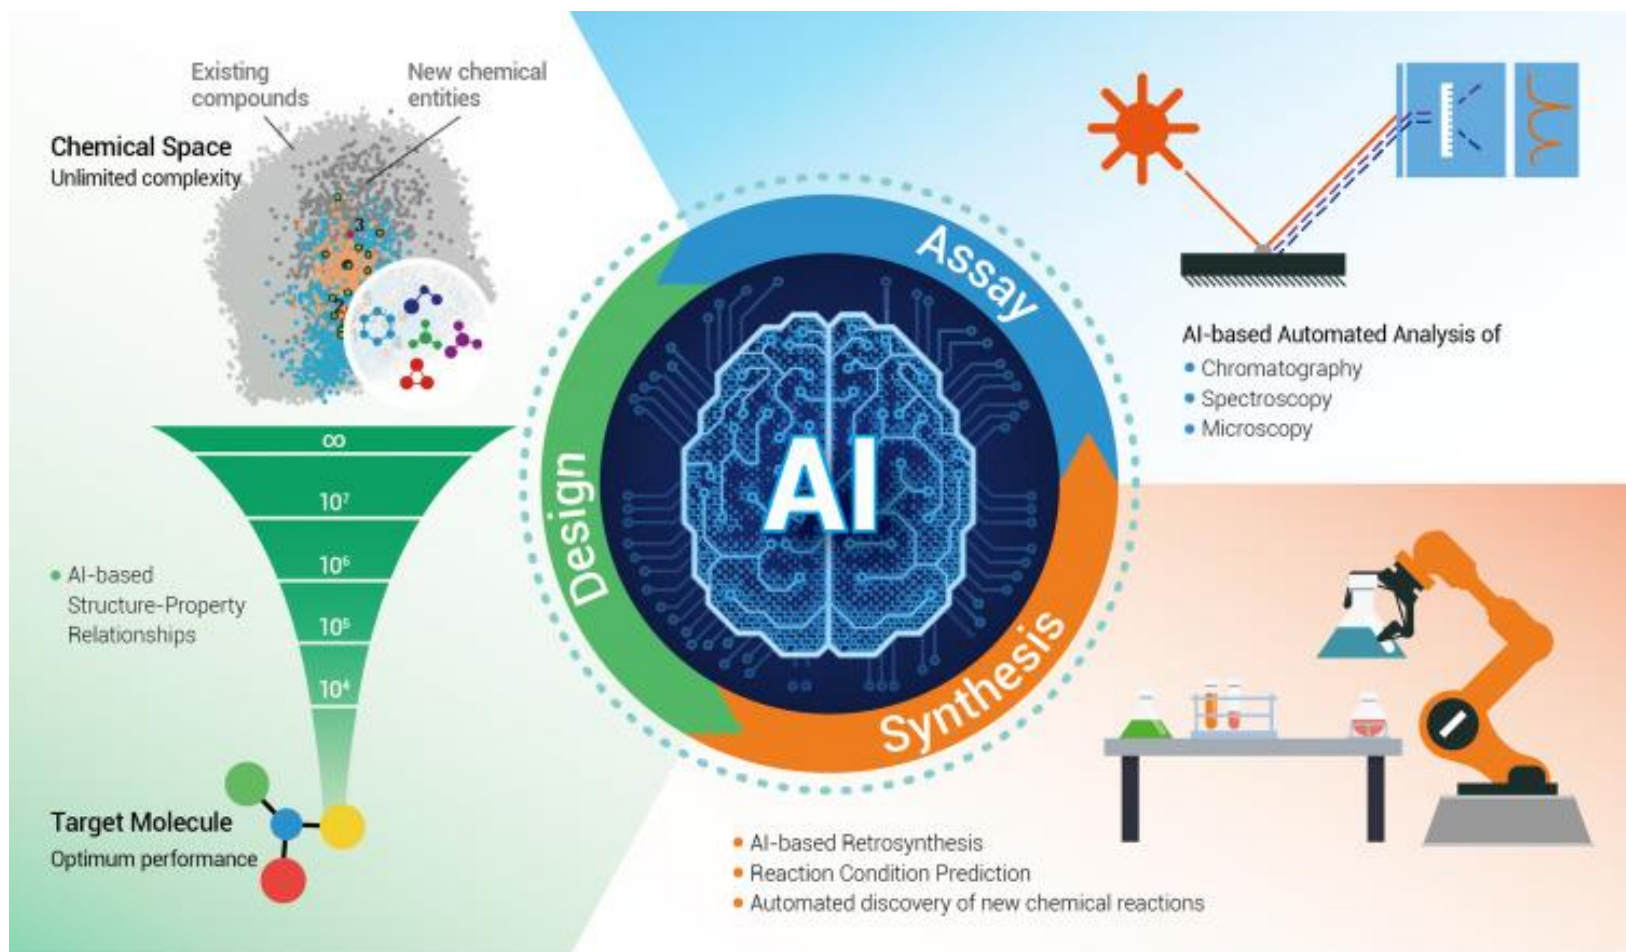 Existing
compounds
New chemical
entities
Chemical Space
Unlimited complexity
3
2
∞
10⁷
10⁶
10⁵
10⁴
AI-based
Structure-Property
Relationships
Target Molecule
Optimum performance
Design
Assay
Synthesis
AI
AI-based Automated Analysis of
Chromatography
Spectroscopy
Microscopy
AI-based Retrosynthesis
Reaction Condition Prediction
Automated discovery of new chemical reactions